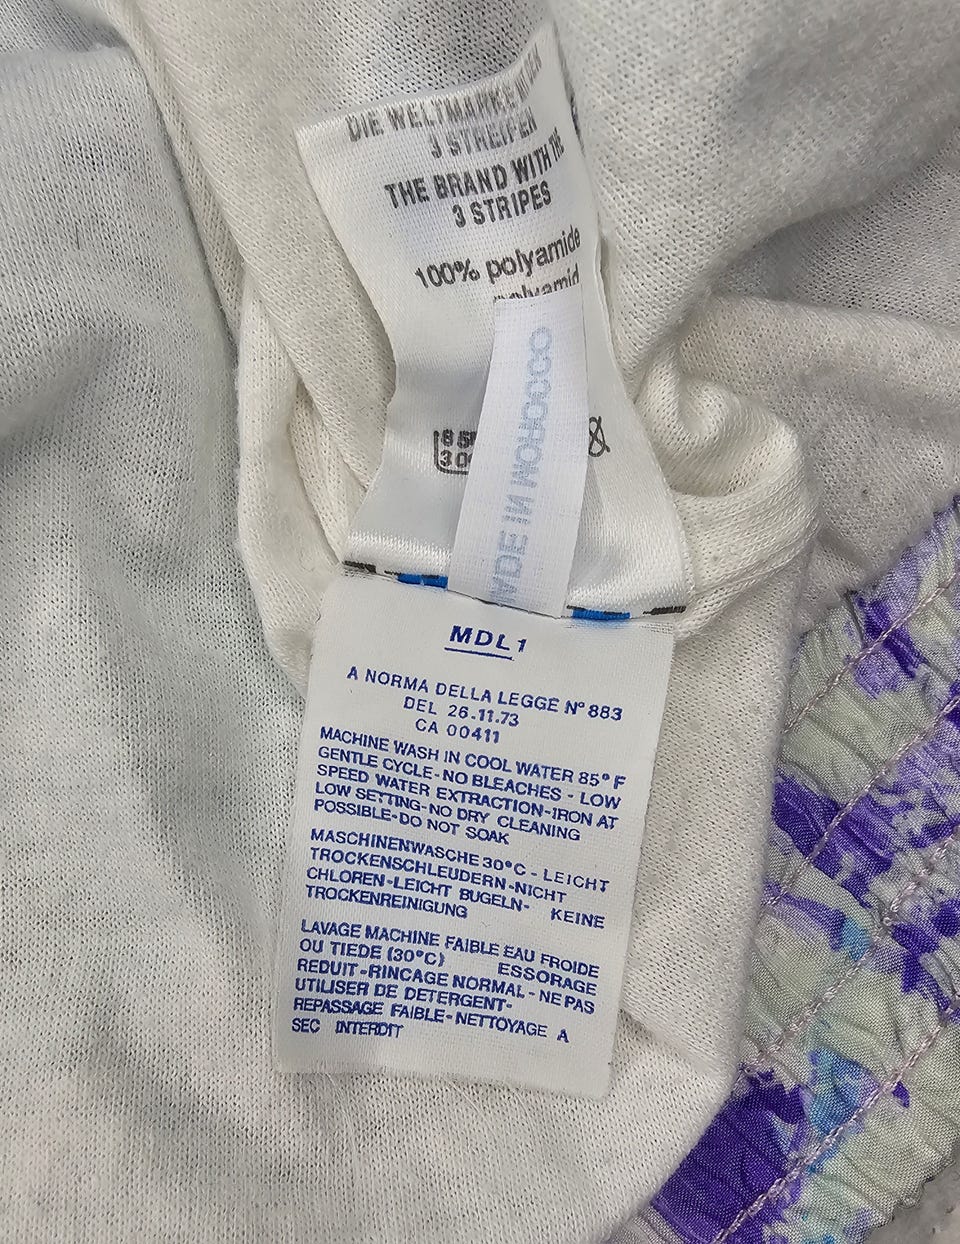 DIE WELTMARKE
3 STREIFEN
THE BRAND WITH THE
3 STRIPES
100% polyamide
polyamid
IN MOROCCO
MDL1
A NORMA DELLA LEGGE N° 883
DEL 26.11.73
CA 00411
MACHINE WASH IN COOL WATER 85° F
GENTLE CYCLE-NO BLEACHES - LOW
SPEED WATER EXTRACTION-IRON AT
LOW SETTING-NO DRY CLEANING
POSSIBLE-DO NOT SOAK
MASCHINENWASCHE 30°C - LEICHT
TROCKENSCHLEUDERN-NICHT
CHLOREN-LEICHT BUGELN- KEINE
TROCKENREINIGUNG
LAVAGE MACHINE FAIBLE EAU FROIDE
OU TIEDE (30°C) ESSORAGE
REDUIT-RINCAGE NORMAL - NE PAS
UTILISER DE DETERGENT-
REPASSAGE FAIBLE-NETTOYAGE A
SEC INTERDIT